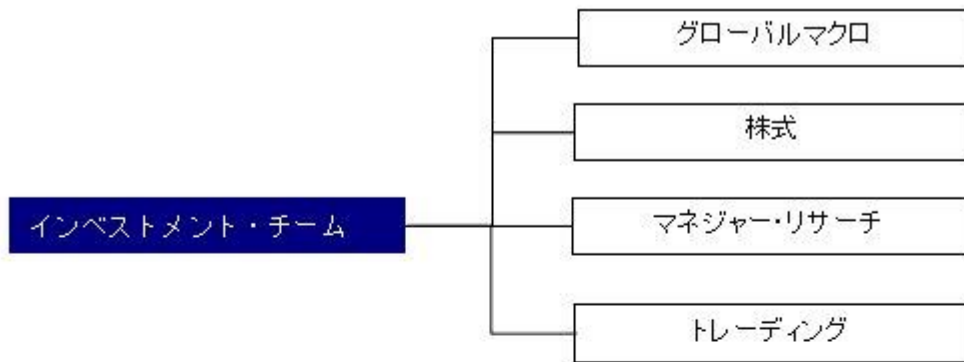 グローバルマクロ
株式
インベストメント・チーム
マネジャー・リサーチ
トレーディング